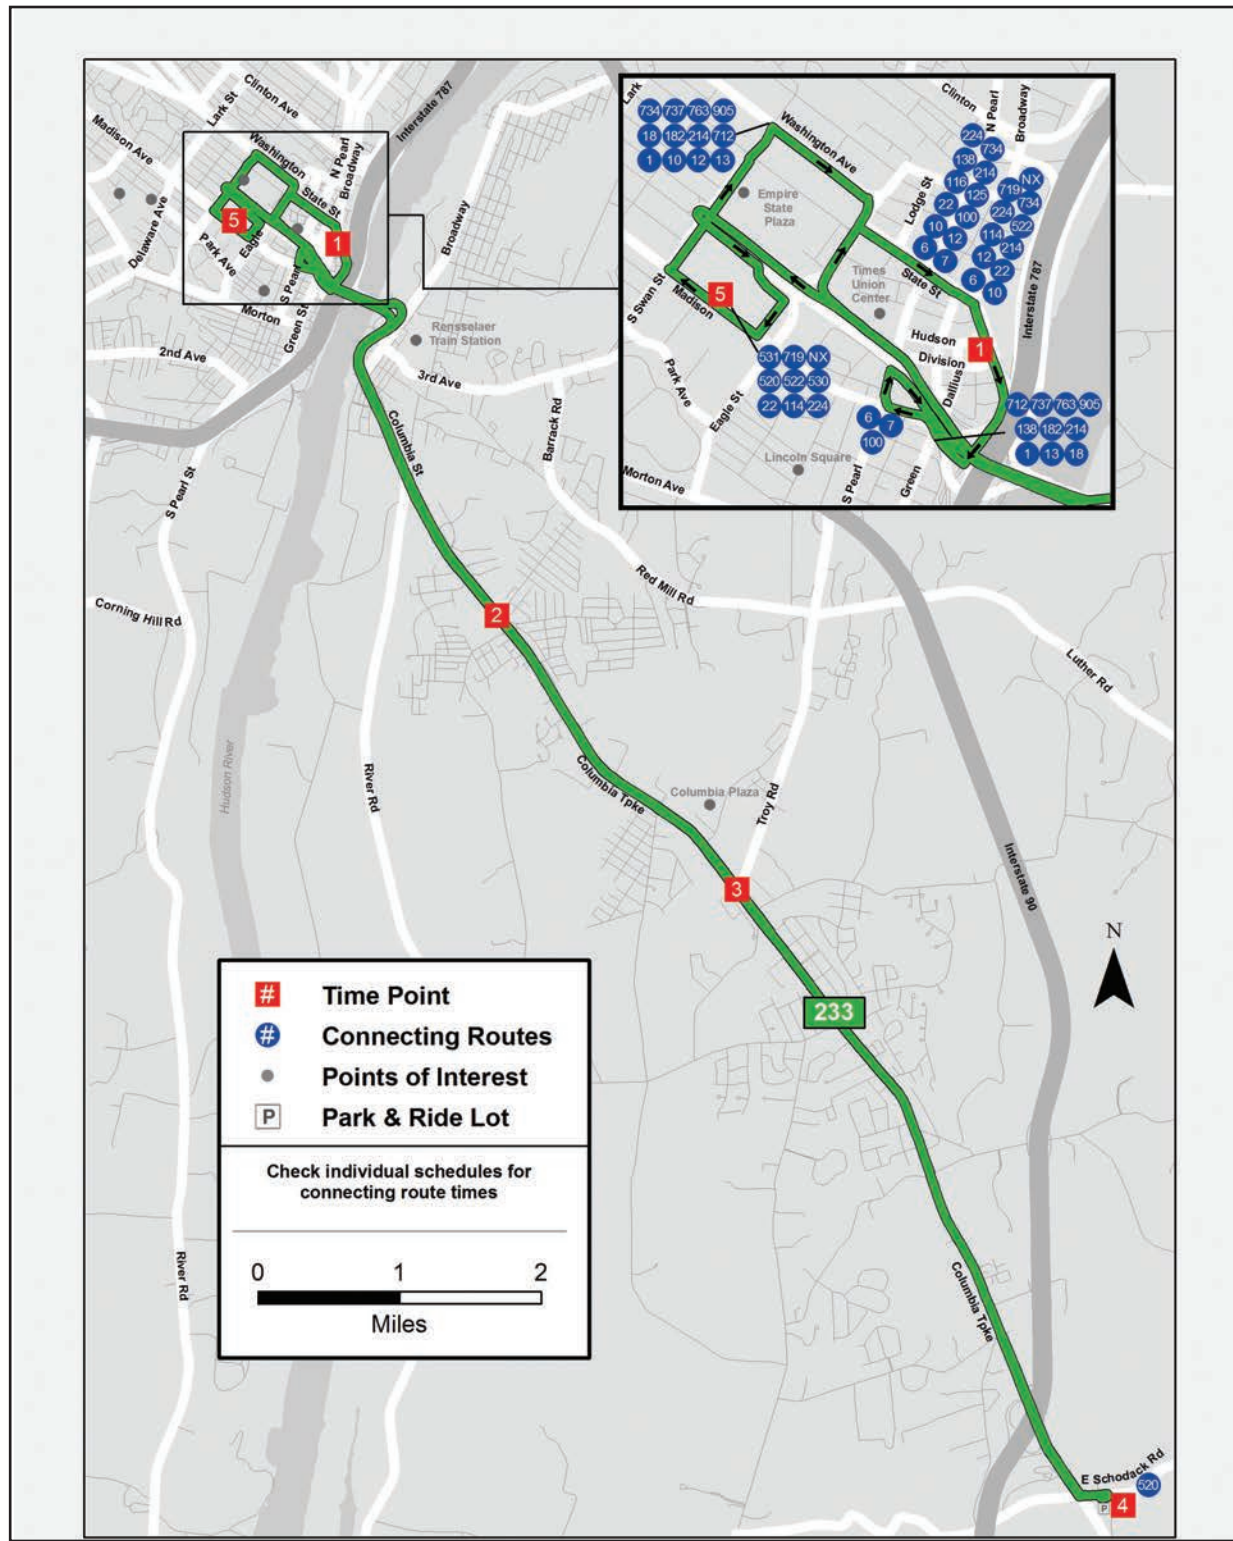 Clinton Ave
Lark St
Madison Ave
Washington
State St
N Pearl
Broadway
Interstate 787
Delaware Ave
5
Eagle
Park Ave
1
S Pearl
Morton
Green St
2nd Ave
Broadway
Rensselaer
Train Station
3rd Ave
Columbia St
Barrack Rd
S Pearl St
Corning Hill Rd
2
Red Mill Rd
Luther Rd
Hudson River
River Rd
Columbia Tpke
Columbia Plaza
Troy Rd
3
Interstate 90
233
N
River Rd
Columbia Tpke
E Schodack Rd
520
P
4
Lark
734 737 763 905
18 182 214 712
1 10 12 13
Washington Ave
Clinton
N Pearl
Broadway
Empire
State
Plaza
Lodge St
224
734
138
214
116
125
22
100
10
12
6
7
NX
719
734
224
522
114
214
12
22
6
10
Times
Union
Center
State St
Interstate 787
S Swan St
Madison
5
Hudson
Division
1
Dallius
Park Ave
Eagle St
531 719 NX
520 522 530
22 114 224
6
7
100
712 737 763 905
138 182 214
1 13 18
Lincoln Square
Morton Ave
S Pearl
Green
# Time Point
# Connecting Routes
Points of Interest
P Park & Ride Lot
Check individual schedules for
connecting route times
0 1 2
Miles